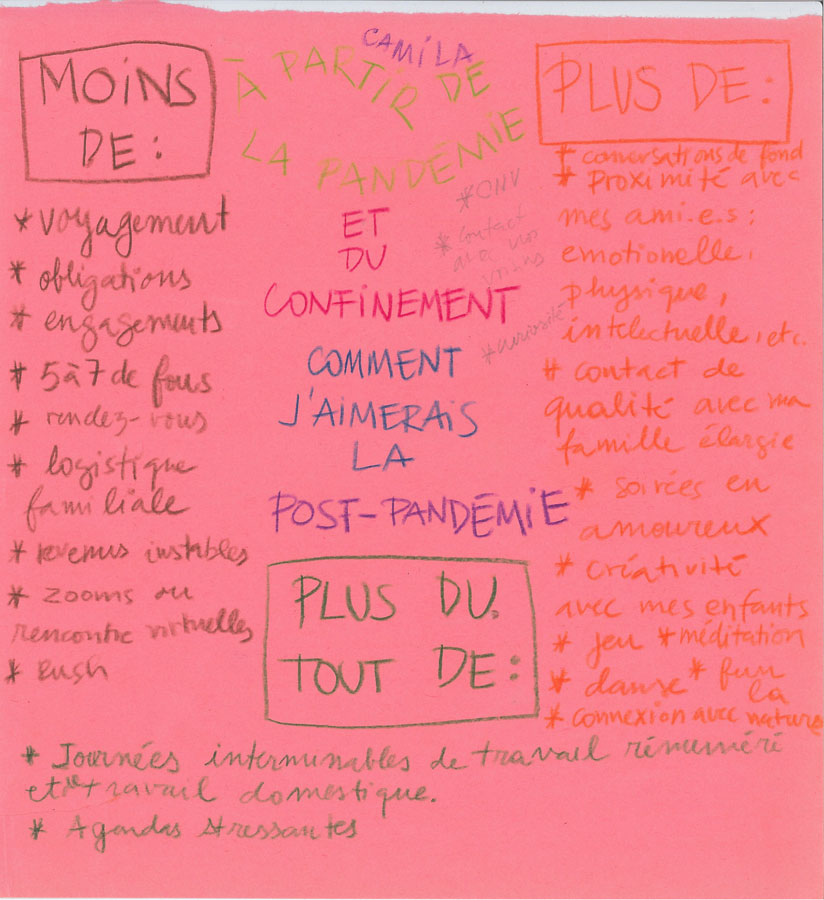 CAMILA
À PARTIR DE
LA PANDÉMIE
ET
DU
CONFINEMENT
COMMENT
J'AIMERAIS
LA
POST-PANDÉMIE
MOINS
DE:
* voyagement
* obligations
* engagements
* 5 à 7 de fous
* rendez-vous
* logistique
familiale
* revenus instables
* zooms ou
rencontre virtuelles
* Rush
PLUS DE:
* conversations de fond
* proximité avec
mes ami.e.s:
emotionelle,
physique,
intelectuelle, etc.
* contact de
qualité avec ma
famille élargie
* soirées en
amoureux
* créativité
avec mes enfants
* jeu * méditation
* danse * fun
* connexion avec la nature
* CNV
* contact
avec nos
voisins
* curiosité
PLUS DU
TOUT DE:
* Journées interminables de travail rémunéré
et de travail domestique.
* Agendas stressantes